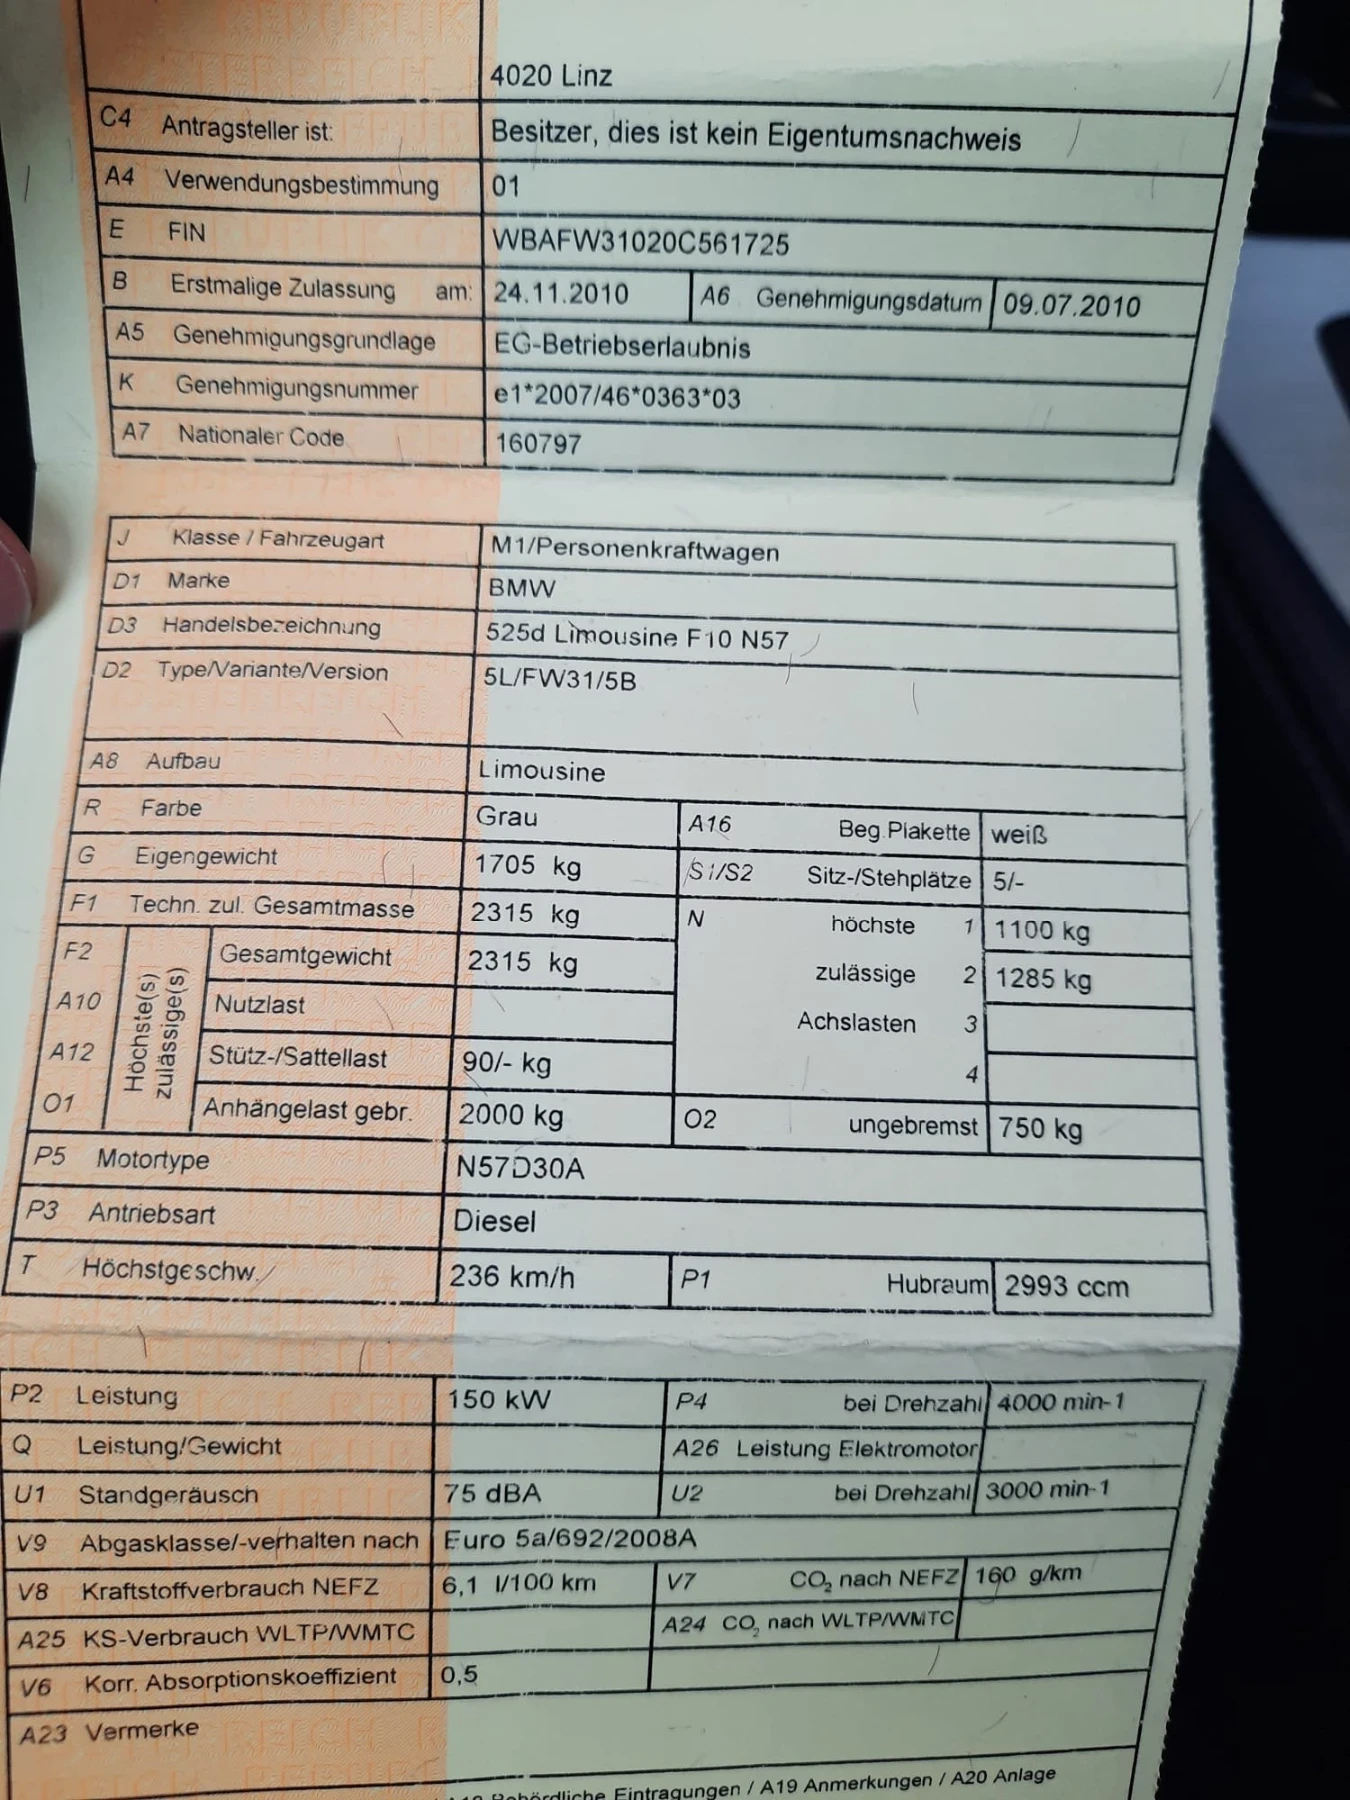 4020 Linz
C4 Antragsteller ist: Besitzer, dies ist kein Eigentumsnachweis
A4 Verwendungsbestimmung 01
E FIN WBAFW31020C561725
B Erstmalige Zulassung am: 24.11.2010 A6 Genehmigungsdatum 09.07.2010
A5 Genehmigungsgrundlage EG-Betriebserlaubnis
K Genehmigungsnummer e1*2007/46*0363*03
A7 Nationaler Code 160797
J Klasse / Fahrzeugart M1/Personenkraftwagen
D1 Marke BMW
D3 Handelsbezeichnung 525d Limousine F10 N57
D2 Type/Variante/Version 5L/FW31/5B
A8 Aufbau Limousine
R Farbe Grau A16 Beg.Plakette weiß
G Eigengewicht 1705 kg S1/S2 Sitz-/Stehplätze 5/-
F1 Techn. zul. Gesamtmasse 2315 kg N höchste 1 1100 kg
F2 Höchste(s) zulässige(s) Gesamtgewicht 2315 kg zulässige 2 1285 kg
A10 Nutzlast Achslasten 3
A12 Stütz-/Sattellast 90/- kg 4
O1 Anhängelast gebr. 2000 kg O2 ungebremst 750 kg
P5 Motortype N57D30A
P3 Antriebsart Diesel
T Höchstgeschw. 236 km/h P1 Hubraum 2993 ccm
P2 Leistung 150 kW P4 bei Drehzahl 4000 min-1
Q Leistung/Gewicht A26 Leistung Elektromotor
U1 Standgeräusch 75 dBA U2 bei Drehzahl 3000 min-1
V9 Abgasklasse/-verhalten nach Euro 5a/692/2008A
V8 Kraftstoffverbrauch NEFZ 6,1 l/100 km V7 CO₂ nach NEFZ 160 g/km
A25 KS-Verbrauch WLTP/WMTC A24 CO₂ nach WLTP/WMTC
V6 Korr. Absorptionskoeffizient 0,5
A23 Vermerke
Behördliche Eintragungen / A19 Anmerkungen / A20 Anlage